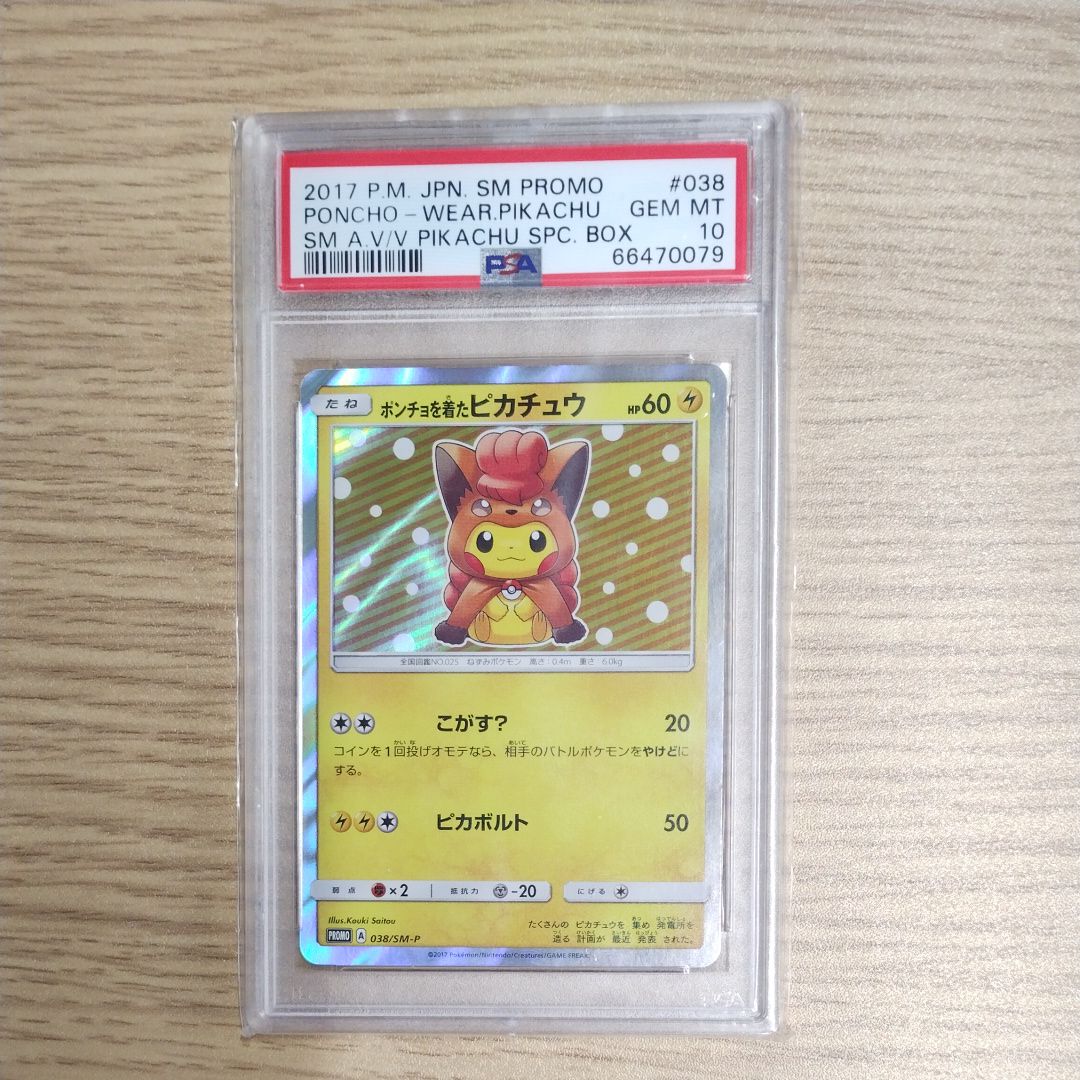 2017 P.M. JPN. SM PROMO #038
PONCHO-WEAR.PIKACHU GEM MT
SM A.V/V PIKACHU SPC. BOX 10
PSA 66470079
たね ポンチョを着たピカチュウ HP60
全国図鑑NO.025 ねずみポケモン 高さ:0.4m 重さ 6.0kg
こがす? 20
コインを1回投げオモテなら、相手のバトルポケモンをやけどに
する。
ピカボルト 50
弱点 ×2 抵抗力 -20 にげる
Illus.Kouki Saitou
たくさんの ピカチュウを 集め 発電所を
造る 計画が 最近 発表 された。
PROMO A 038/SM-P
©2017 Pokémon/Nintendo/Creatures/GAME FREAK.